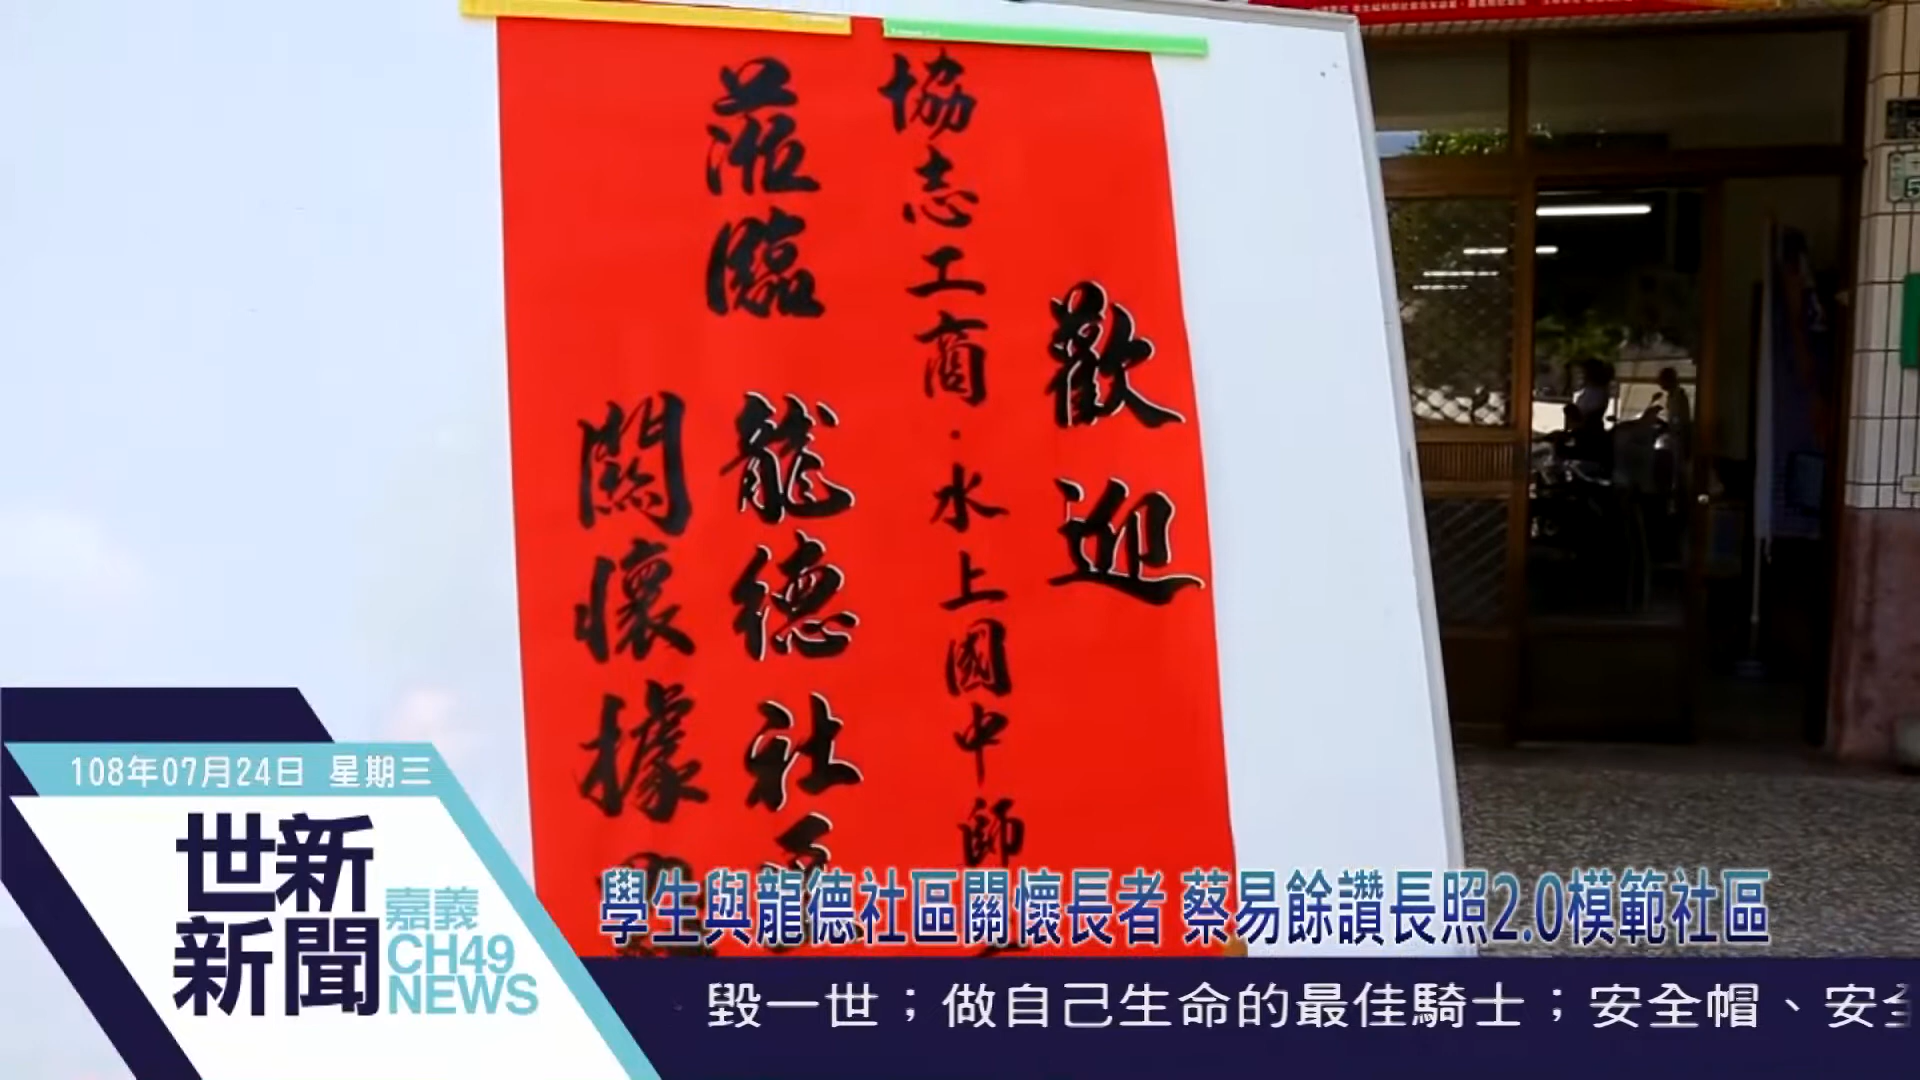 歡迎
協志工商·水上國中師
蒞臨 龍德社
關懷據
108年07月24日 星期三
世新
新聞
嘉義
CH49
NEWS
學生與龍德社區關懷長者 蔡易餘讚長照2.0模範社區
毀一世；做自己生命的最佳騎士；安全帽、安全